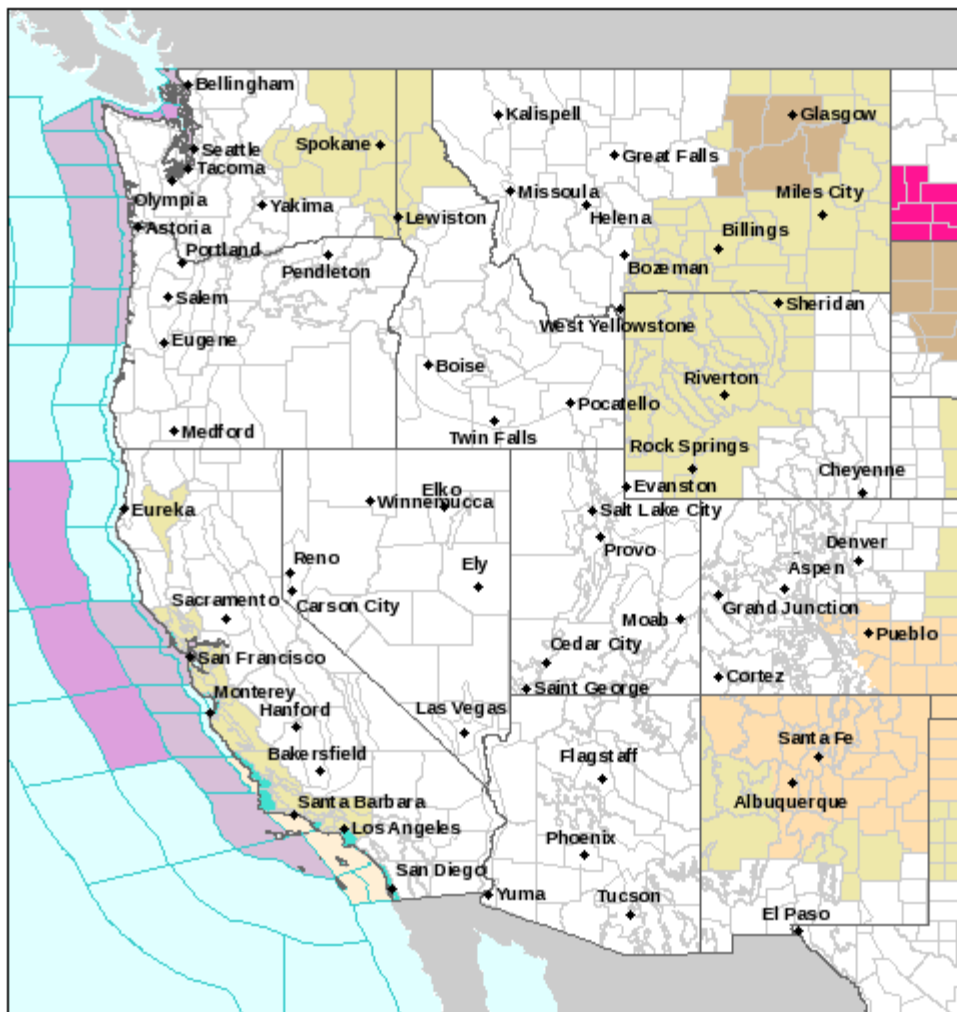 Bellingham
Kalispell
Glasgow
Spokane
Seattle
Great Falls
Tacoma
Missoula
Miles City
Olympia
Yakima
Lewiston
Helena
Astoria
Billings
Portland
Pendleton
Bozeman
Salem
Sheridan
West Yellowstone
Eugene
Boise
Riverton
Pocatello
Medford
Twin Falls
Rock Springs
Cheyenne
Elko
Evanston
Winnemucca
Eureka
Salt Lake City
Provo
Denver
Reno
Ely
Aspen
Sacramento
Carson City
Grand Junction
Moab
Pueblo
Cedar City
San Francisco
Cortez
Saint George
Monterey
Hanford
Las Vegas
Santa Fe
Bakersfield
Flagstaff
Albuquerque
Santa Barbara
Los Angeles
Phoenix
San Diego
Yuma
Tucson
El Paso